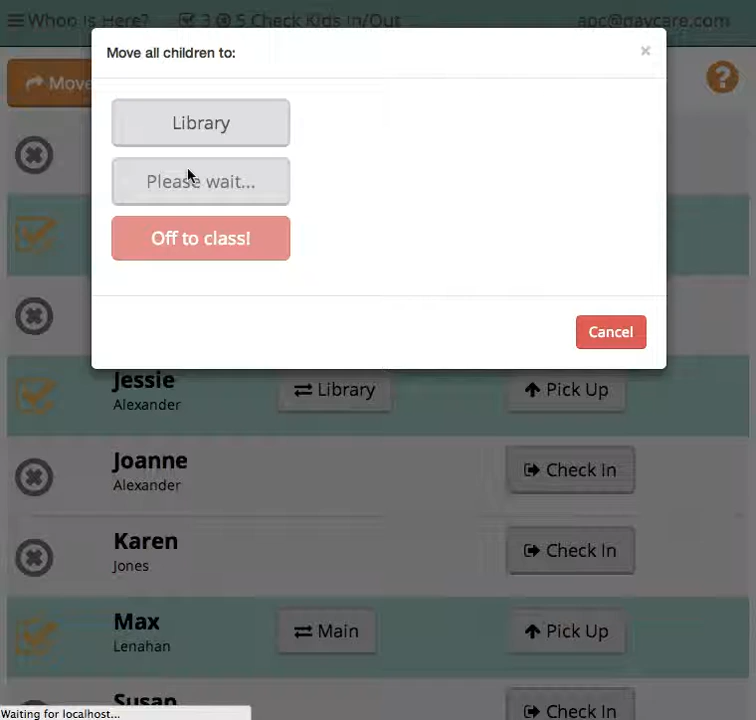 Whoo Is Here? 3 @ 5 Check Kids In/Out apc@daycare.com
Move all children to: ×
Move
Library
Please wait...
Off to class!
Cancel
Jessie
Alexander
Library
Pick Up
Joanne
Alexander
Check In
Karen
Jones
Check In
Max
Lenahan
Main
Pick Up
Susan
Check In
Waiting for localhost...